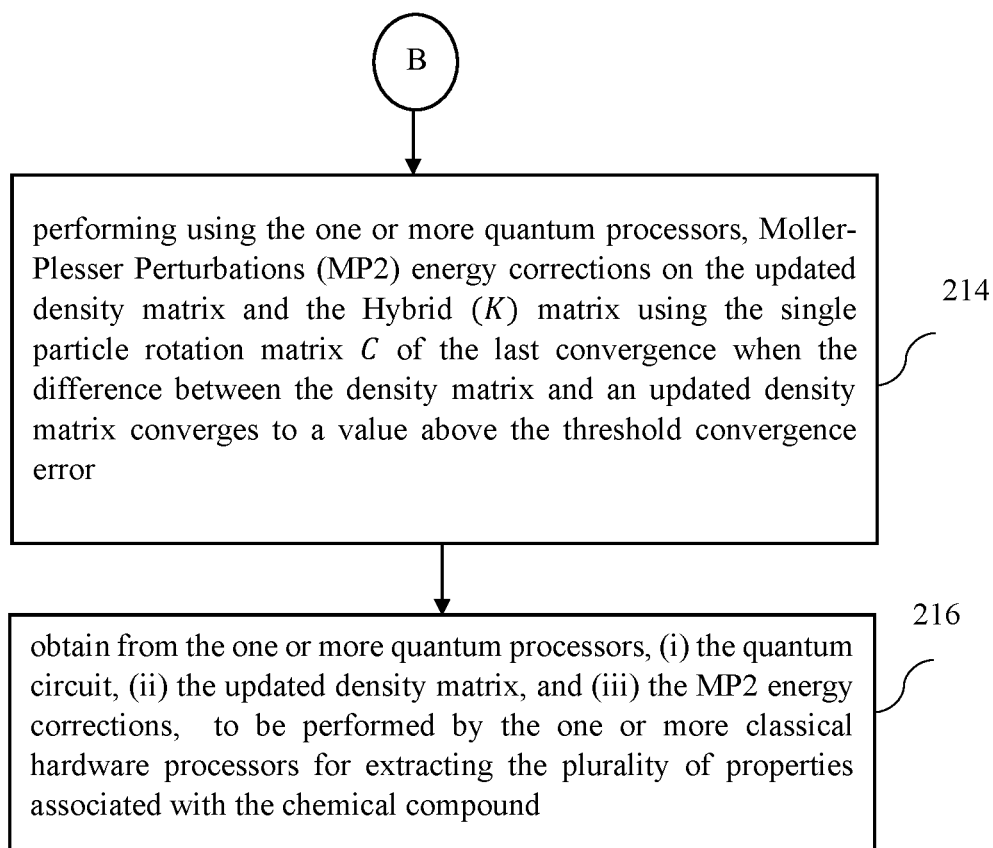 B
performing using the one or more quantum processors, Moller-
Plesser Perturbations (MP2) energy corrections on the updated
density matrix and the Hybrid (K) matrix using the single
particle rotation matrix C of the last convergence when the
difference between the density matrix and an updated density
matrix converges to a value above the threshold convergence
error
214
obtain from the one or more quantum processors, (i) the quantum
circuit, (ii) the updated density matrix, and (iii) the MP2 energy
corrections, to be performed by the one or more classical
hardware processors for extracting the plurality of properties
associated with the chemical compound
216